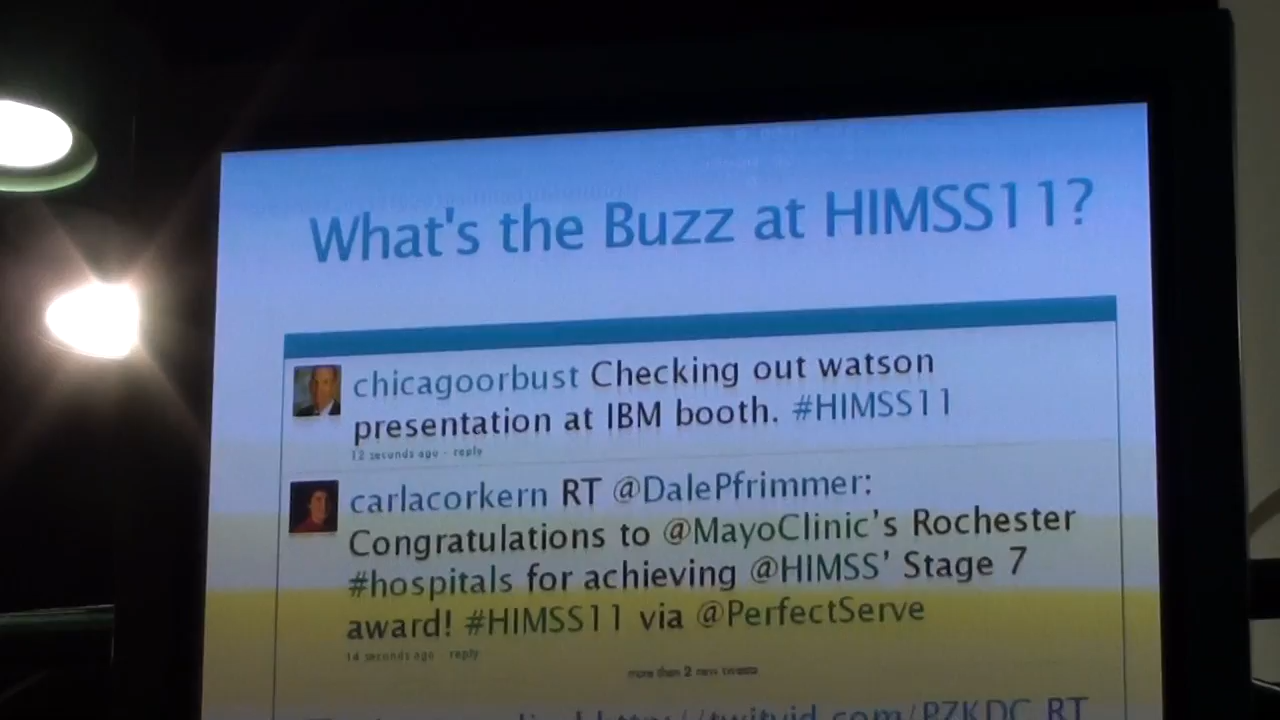 What's the Buzz at HIMSS11?
chicagoorbust Checking out watson
presentation at IBM booth. #HIMSS11
12 seconds ago · reply
carlacorkern RT @DalePfrimmer:
Congratulations to @MayoClinic's Rochester
#hospitals for achieving @HIMSS' Stage 7
award! #HIMSS11 via @PerfectServe
14 seconds ago · reply
more than 2 new tweets
RT